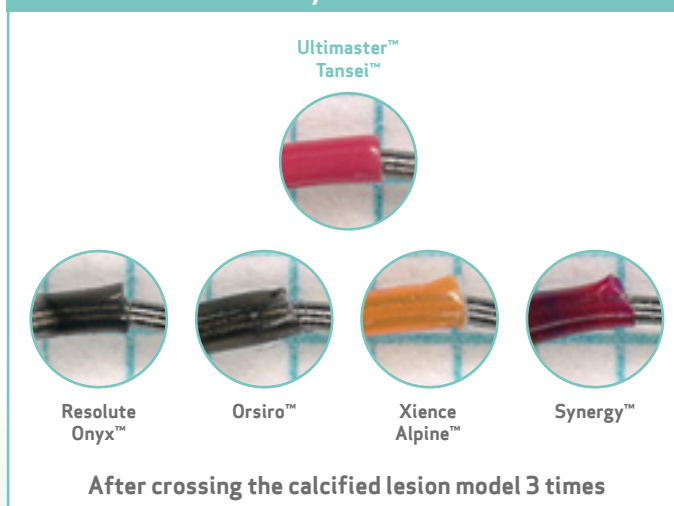 Ultimaster™
Tansei™
Resolute
Onyx™
Orsiro™
Xience
Alpine™
Synergy™
After crossing the calcified lesion model 3 times